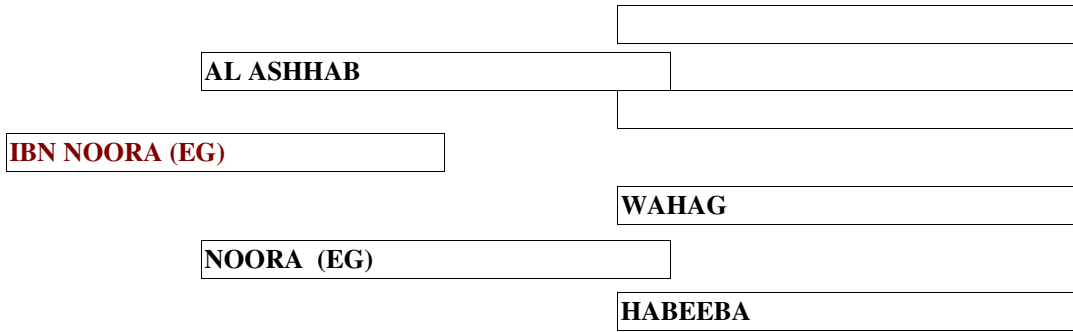 AL ASHHAB
IBN NOORA (EG)
WAHAG
NOORA (EG)
HABEEBA